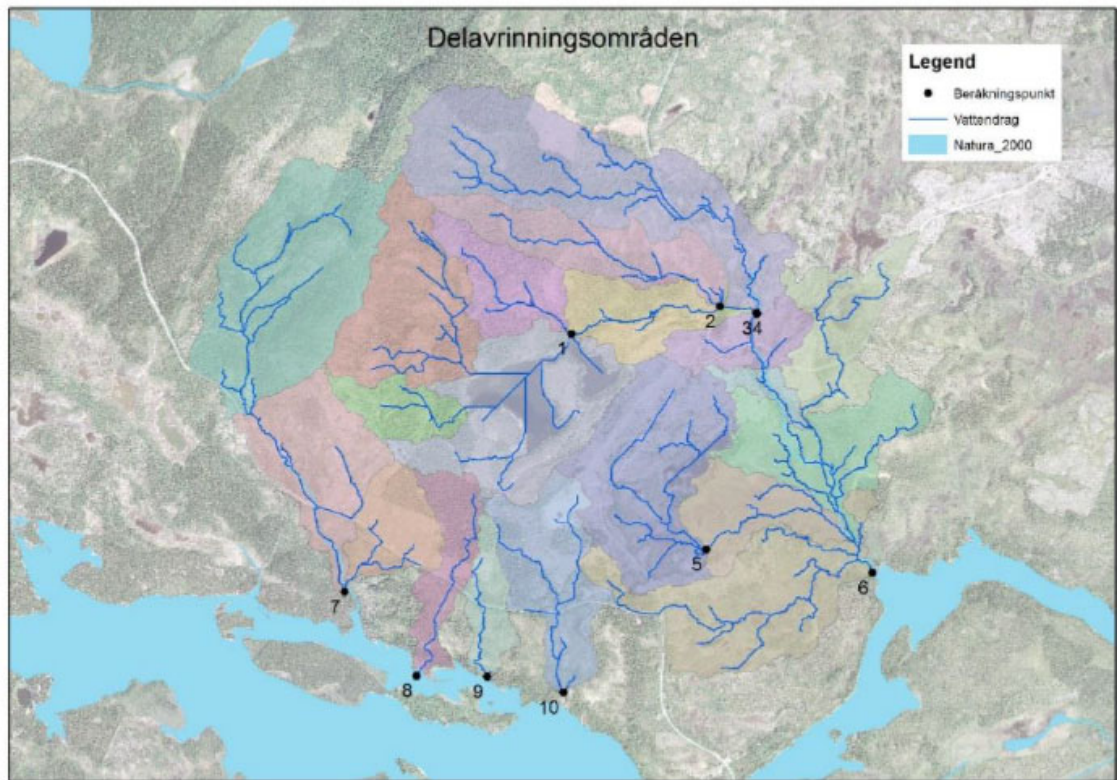 Delavrinningsområden
Legend
Beräkningspunkt
Vattendrag
Natura_2000
2
34
1
5
6
7
8
9
10